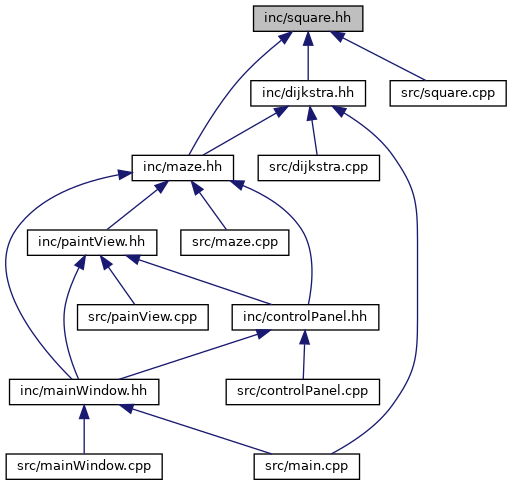 inc/square.hh
inc/dijkstra.hh
src/square.cpp
inc/maze.hh
src/dijkstra.cpp
inc/paintView.hh
src/maze.cpp
src/painView.cpp
inc/controlPanel.hh
inc/mainWindow.hh
src/controlPanel.cpp
src/mainWindow.cpp
src/main.cpp